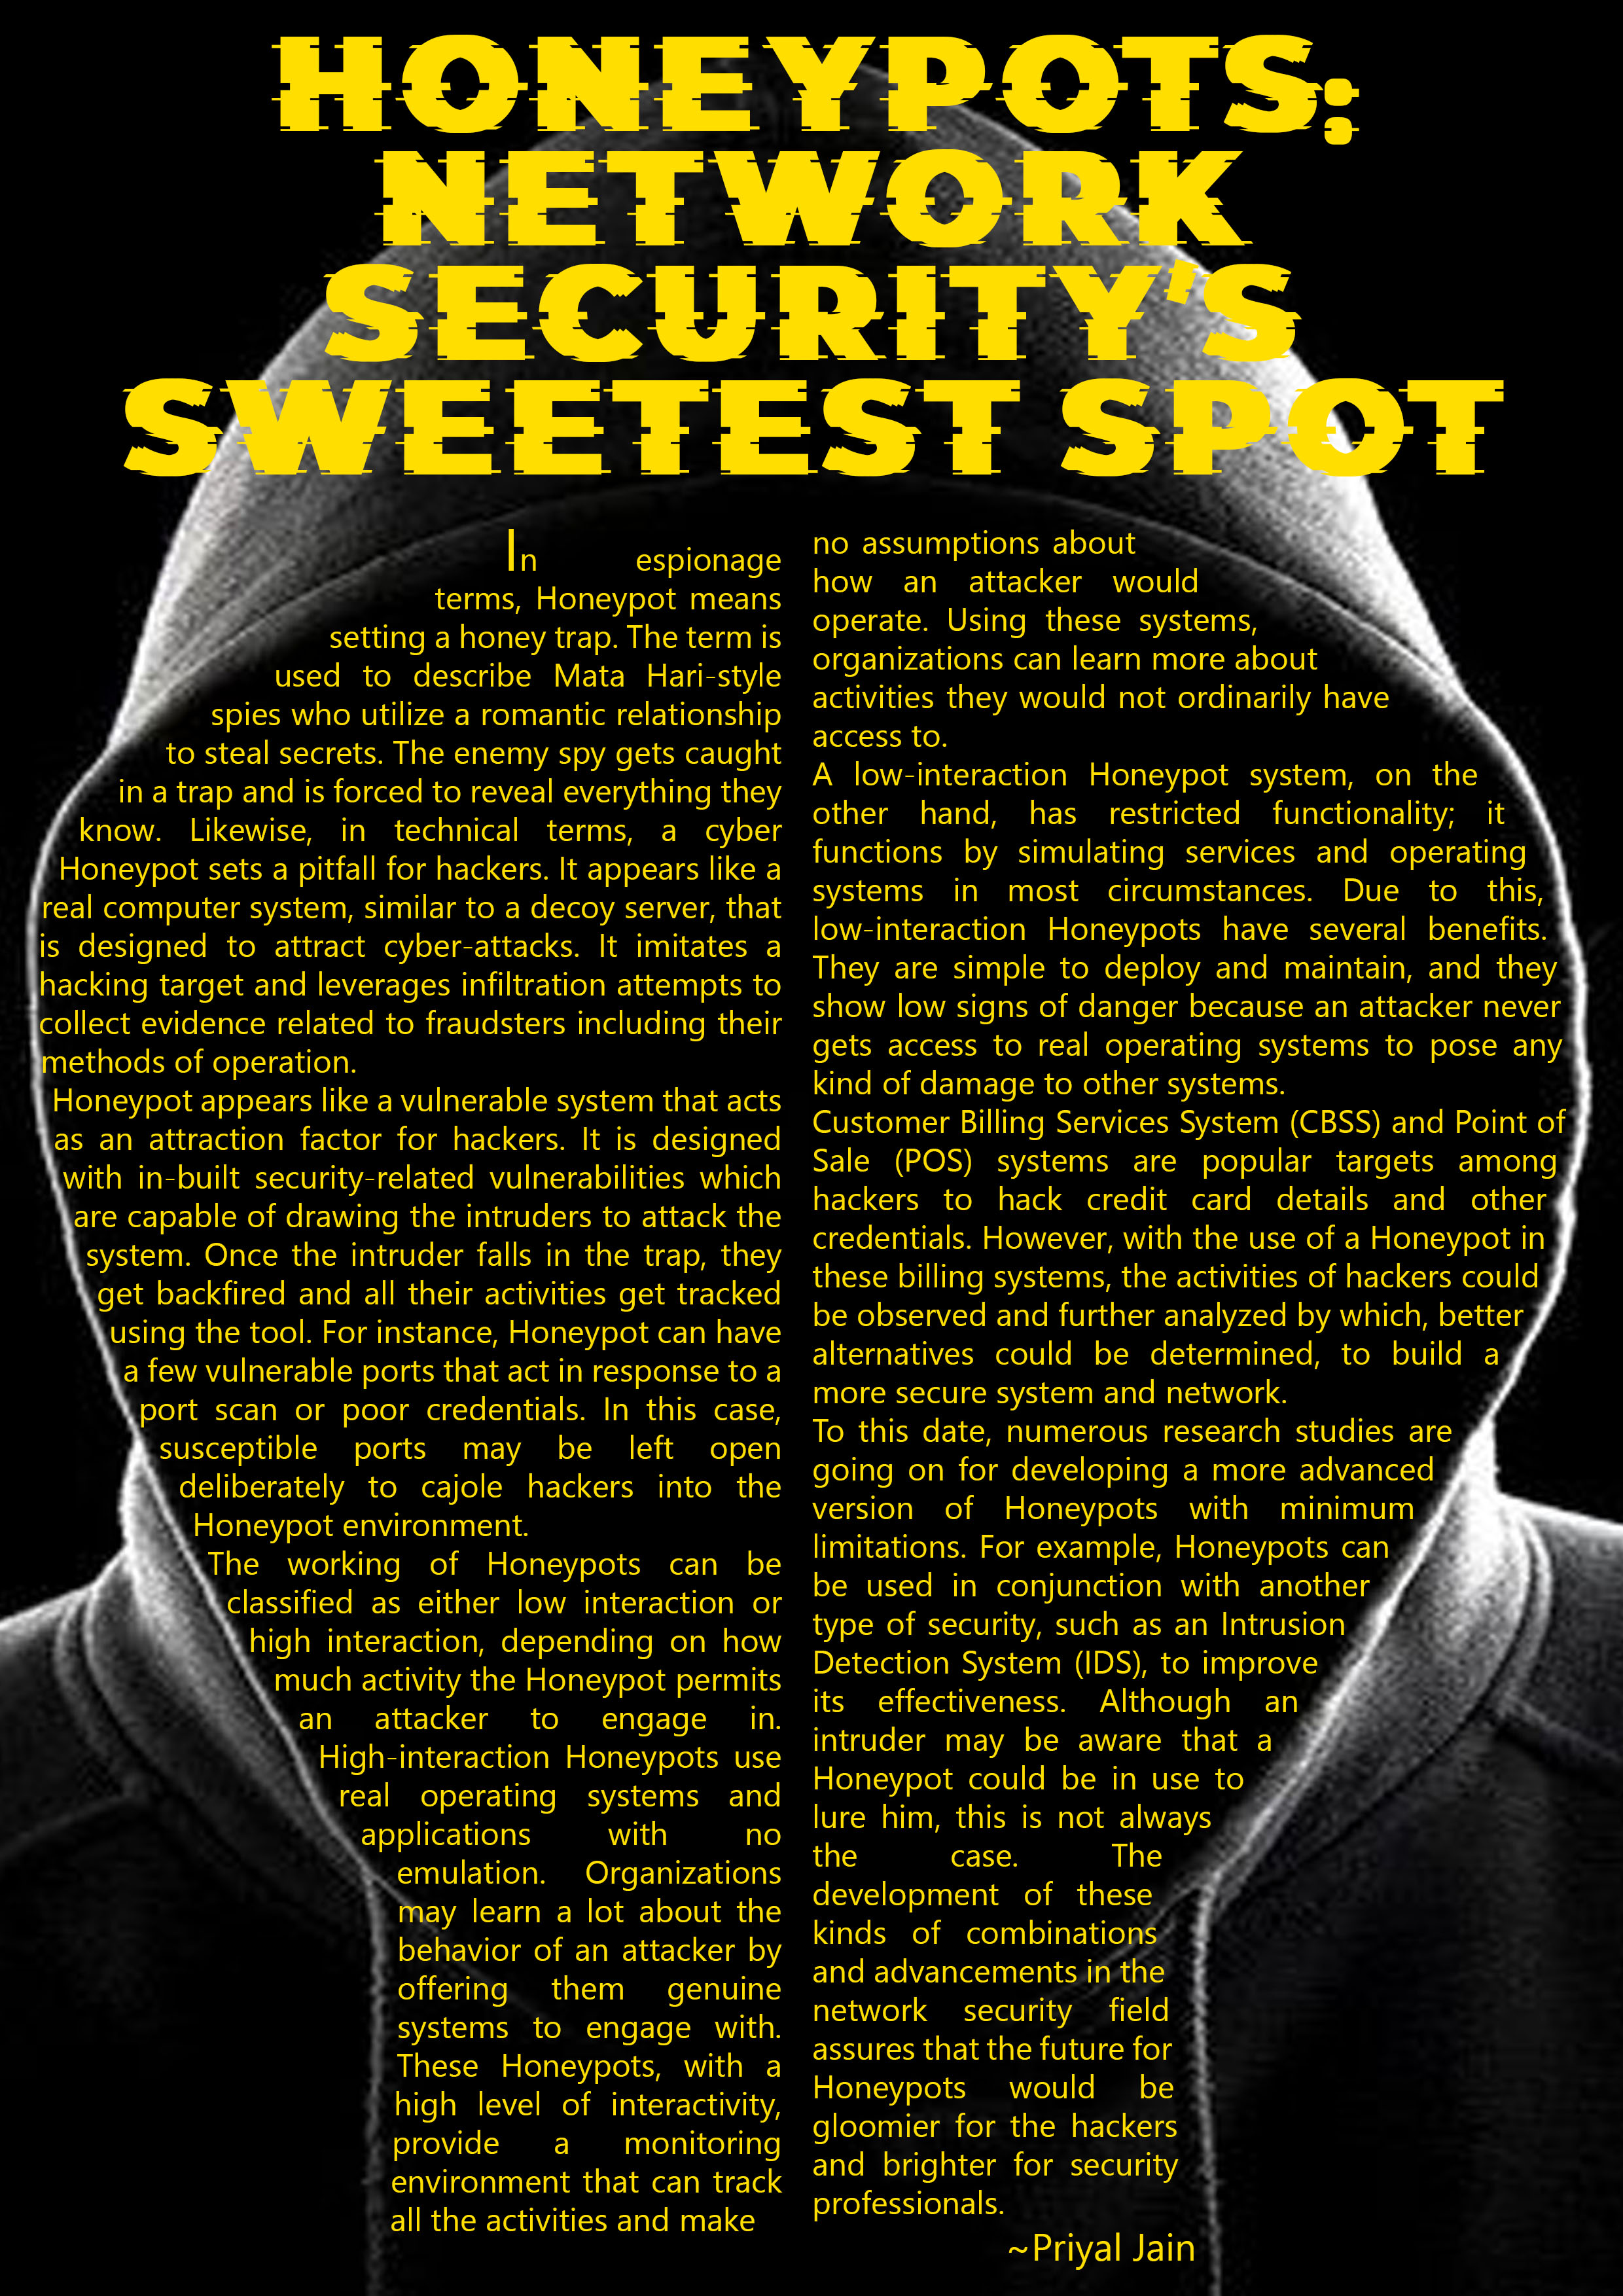 HONEYPOTS:
NETWORK
SECURITY'S
SWEETEST SPOT
In espionage
terms, Honeypot means
setting a honey trap. The term is
used to describe Mata Hari-style
spies who utilize a romantic relationship
to steal secrets. The enemy spy gets caught
in a trap and is forced to reveal everything they
know. Likewise, in technical terms, a cyber
Honeypot sets a pitfall for hackers. It appears like a
real computer system, similar to a decoy server, that
is designed to attract cyber-attacks. It imitates a
hacking target and leverages infiltration attempts to
collect evidence related to fraudsters including their
methods of operation.
Honeypot appears like a vulnerable system that acts
as an attraction factor for hackers. It is designed
with in-built security-related vulnerabilities which
are capable of drawing the intruders to attack the
system. Once the intruder falls in the trap, they
get backfired and all their activities get tracked
using the tool. For instance, Honeypot can have
a few vulnerable ports that act in response to a
port scan or poor credentials. In this case,
susceptible ports may be left open
deliberately to cajole hackers into the
Honeypot environment.
The working of Honeypots can be
classified as either low interaction or
high interaction, depending on how
much activity the Honeypot permits
an attacker to engage in.
High-interaction Honeypots use
real operating systems and
applications with no
emulation. Organizations
may learn a lot about the
behavior of an attacker by
offering them genuine
systems to engage with.
These Honeypots, with a
high level of interactivity,
provide a monitoring
environment that can track
all the activities and make
no assumptions about
how an attacker would
operate. Using these systems,
organizations can learn more about
activities they would not ordinarily have
access to.
A low-interaction Honeypot system, on the
other hand, has restricted functionality; it
functions by simulating services and operating
systems in most circumstances. Due to this,
low-interaction Honeypots have several benefits.
They are simple to deploy and maintain, and they
show low signs of danger because an attacker never
gets access to real operating systems to pose any
kind of damage to other systems.
Customer Billing Services System (CBSS) and Point of
Sale (POS) systems are popular targets among
hackers to hack credit card details and other
credentials. However, with the use of a Honeypot in
these billing systems, the activities of hackers could
be observed and further analyzed by which, better
alternatives could be determined, to build a
more secure system and network.
To this date, numerous research studies are
going on for developing a more advanced
version of Honeypots with minimum
limitations. For example, Honeypots can
be used in conjunction with another
type of security, such as an Intrusion
Detection System (IDS), to improve
its effectiveness. Although an
intruder may be aware that a
Honeypot could be in use to
lure him, this is not always
the case. The
development of these
kinds of combinations
and advancements in the
network security field
assures that the future for
Honeypots would be
gloomier for the hackers
and brighter for security
professionals.
~Priyal Jain